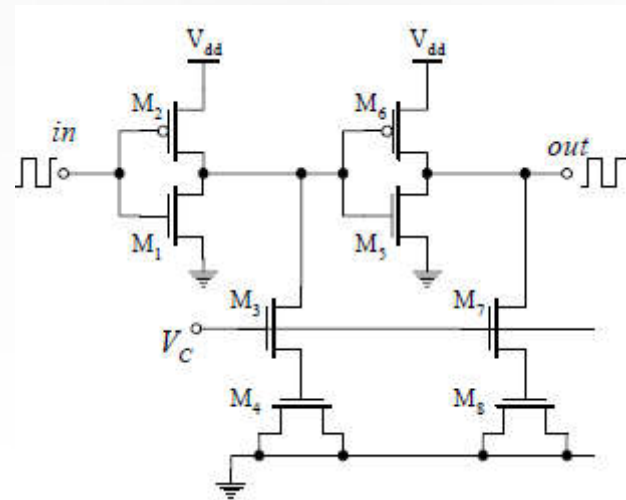 V_dd V_dd
M_2 M_6
in out
M_1 M_5
M_3 M_7
V_C
M_4 M_8